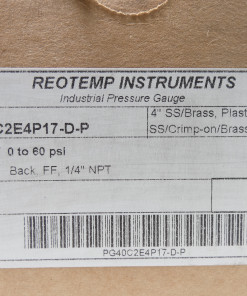 REOTEMP INSTRUMENTS
Industrial Pressure Gauge
4" SS/Brass, Plast
C2E4P17-D-P
SS/Crimp-on/Brass
0 to 60 psi
Back, FF, 1/4" NPT
PG40C2E4P17-D-P